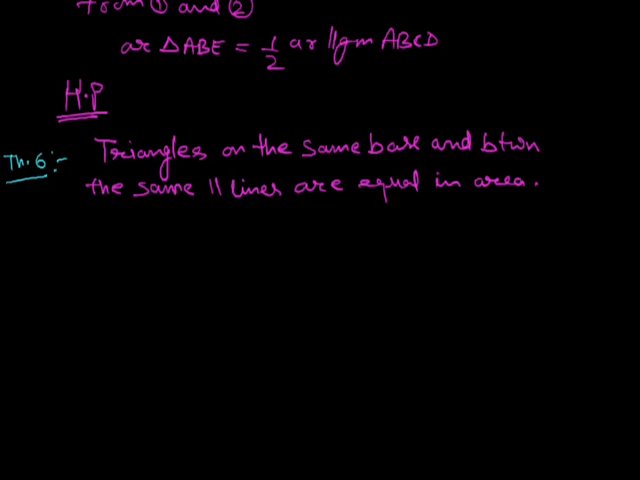 from ① and ②
ar △ABE = 1/2 ar ||gm ABCD
H.P
Th.6:- Triangles on the same base and btwn
the same || lines are equal in area.